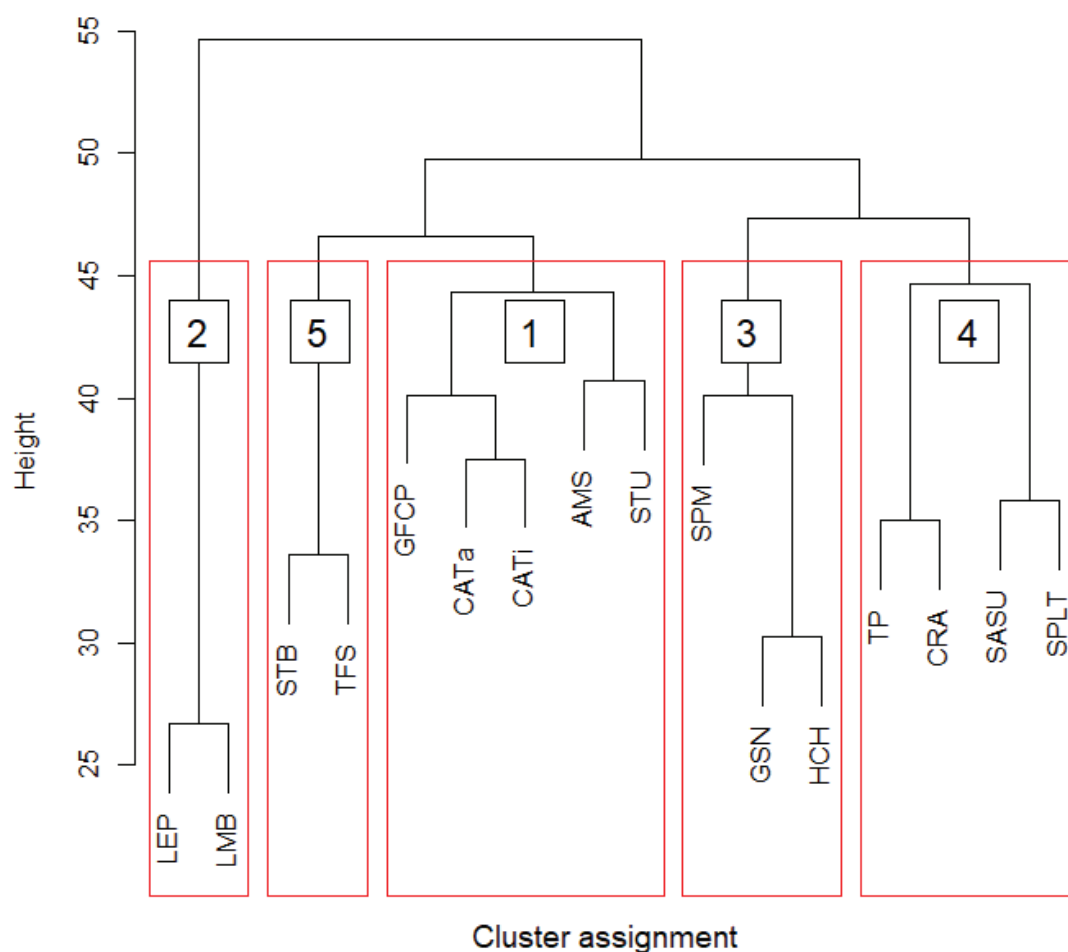 55
50
45
40
35
30
25
Height
2
5
1
3
4
GFCP
CATa
CATi
AMS
STU
SPM
STB
TFS
TP
CRA
SASU
SPLT
GSN
HCH
LEP
LMB
Cluster assignment